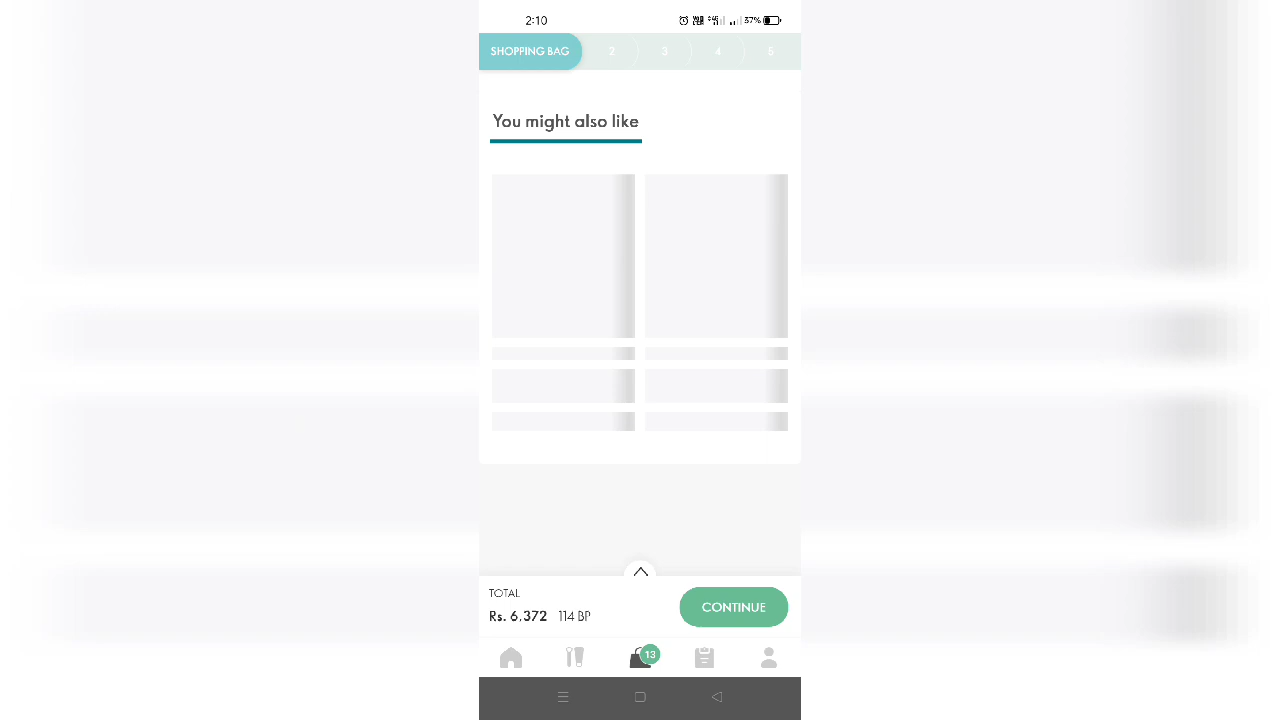 2:10
37%
SHOPPING BAG 2 3 4 5
You might also like
TOTAL
Rs. 6,372 114 BP
CONTINUE
13